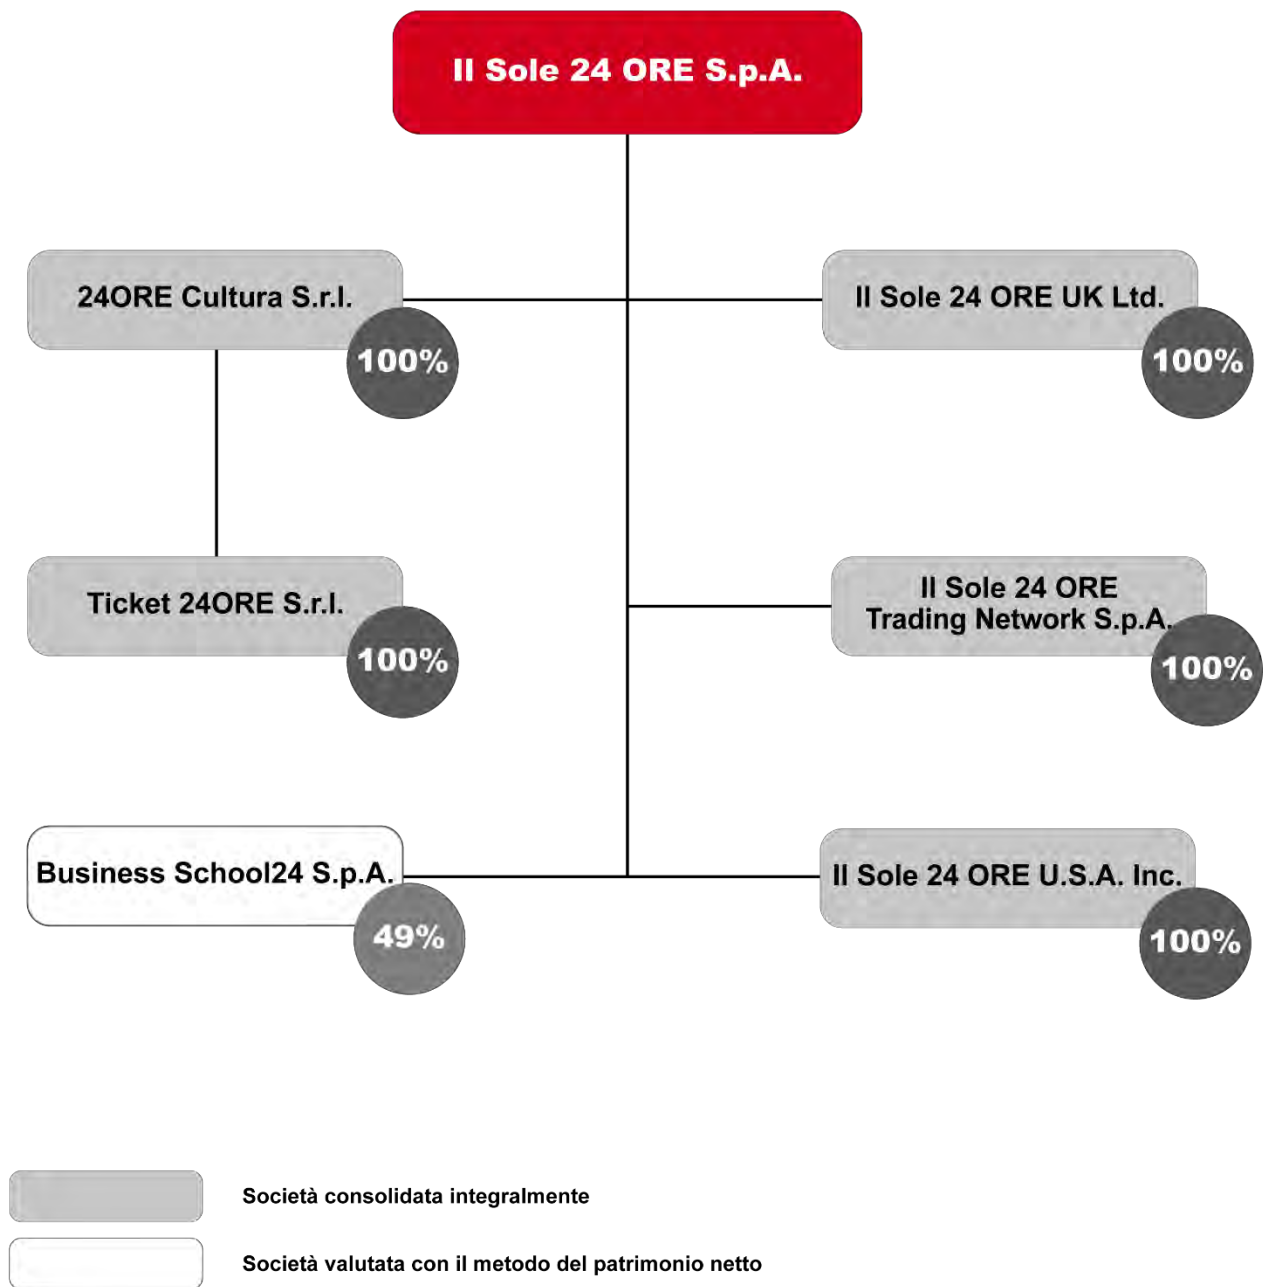 Il Sole 24 ORE S.p.A.
24ORE Cultura S.r.l.
100%
Il Sole 24 ORE UK Ltd.
100%
Ticket 24ORE S.r.l.
100%
Il Sole 24 ORE
Trading Network S.p.A.
100%
Business School24 S.p.A.
49%
Il Sole 24 ORE U.S.A. Inc.
100%
Società consolidata integralmente
Società valutata con il metodo del patrimonio netto